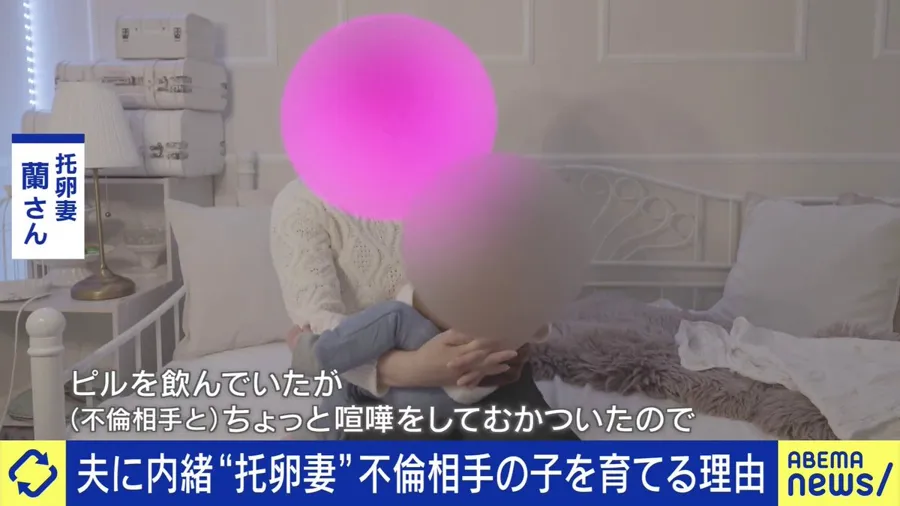 托卵妻
蘭さん
ピルを飲んでいたが
（不倫相手と）ちょっと喧嘩をしてむかついたので
夫に内緒“托卵妻”不倫相手の子を育てる理由
ABEMA
news/